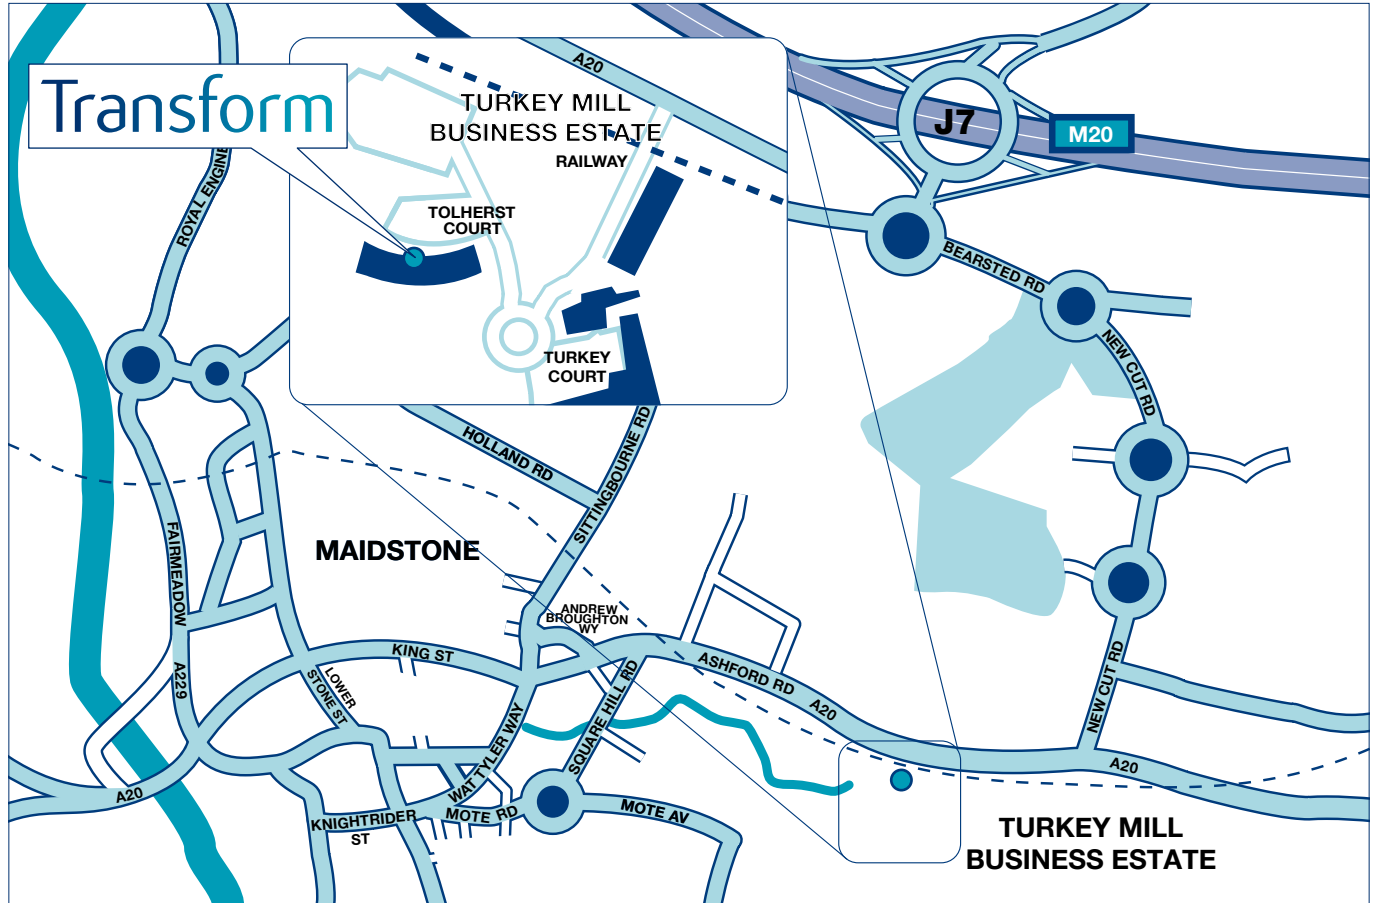 Transform
A20
TURKEY MILL
BUSINESS ESTATE
RAILWAY
TOLHERST
COURT
TURKEY
COURT
J7
M20
ROYAL ENGINE
BEARSTED RD
NEW CUT RD
HOLLAND RD
SITTINGBOURNE RD
MAIDSTONE
FAIRMEADOW
A229
ANDREW
BROUGHTON
WY
KING ST
LOWER
STONE ST
ASHFORD RD
A20
SQUARE HILL RD
WAT TYLER WAY
NEW CUT RD
A20
A20
KNIGHTRIDER
ST
MOTE RD
MOTE AV
TURKEY MILL
BUSINESS ESTATE